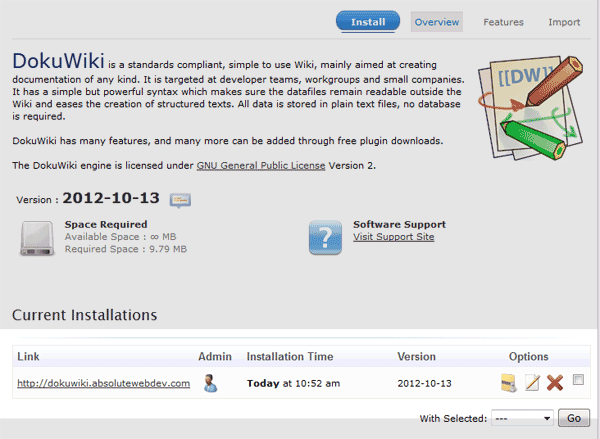 Install Overview Features Import
DokuWiki is a standards compliant, simple to use Wiki, mainly aimed at creating
documentation of any kind. It is targeted at developer teams, workgroups and small companies.
It has a simple but powerful syntax which makes sure the datafiles remain readable outside the
Wiki and eases the creation of structured texts. All data is stored in plain text files, no database
is required.
[[DW]]
DokuWiki has many features, and many more can be added through free plugin downloads.
The DokuWiki engine is licensed under GNU General Public License Version 2.
Version : 2012-10-13
Space Required
Available Space : ∞ MB
Required Space : 9.79 MB
?
Software Support
Visit Support Site
Current Installations
Link Admin Installation Time Version Options
http://dokuwiki.absolutewebdev.com Today at 10:52 am 2012-10-13
With Selected: --- Go